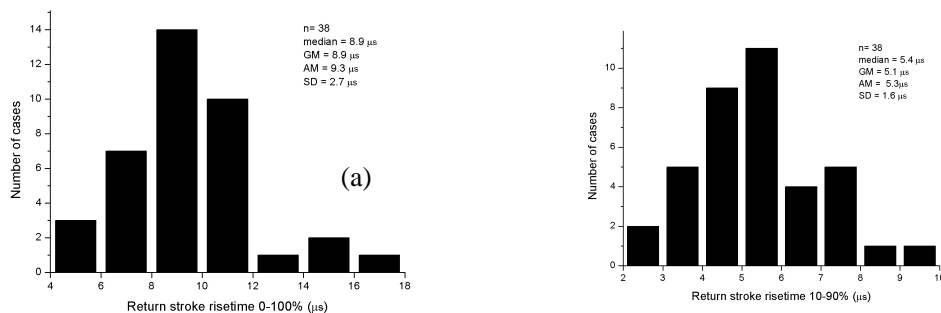 14
12
10
8
6
4
2
0
Number of cases
n= 38
median = 8.9 μs
GM = 8.9 μs
AM = 9.3 μs
SD = 2.7 μs
(a)
4 6 8 10 12 14 16 18
Return stroke risetime 0-100% (μs)
10
8
6
4
2
0
Number of cases
n= 38
median = 5.4 μs
GM = 5.1 μs
AM = 5.3μs
SD = 1.6 μs
2 3 4 5 6 7 8 9 10
Return stroke risetime 10-90% (μs)